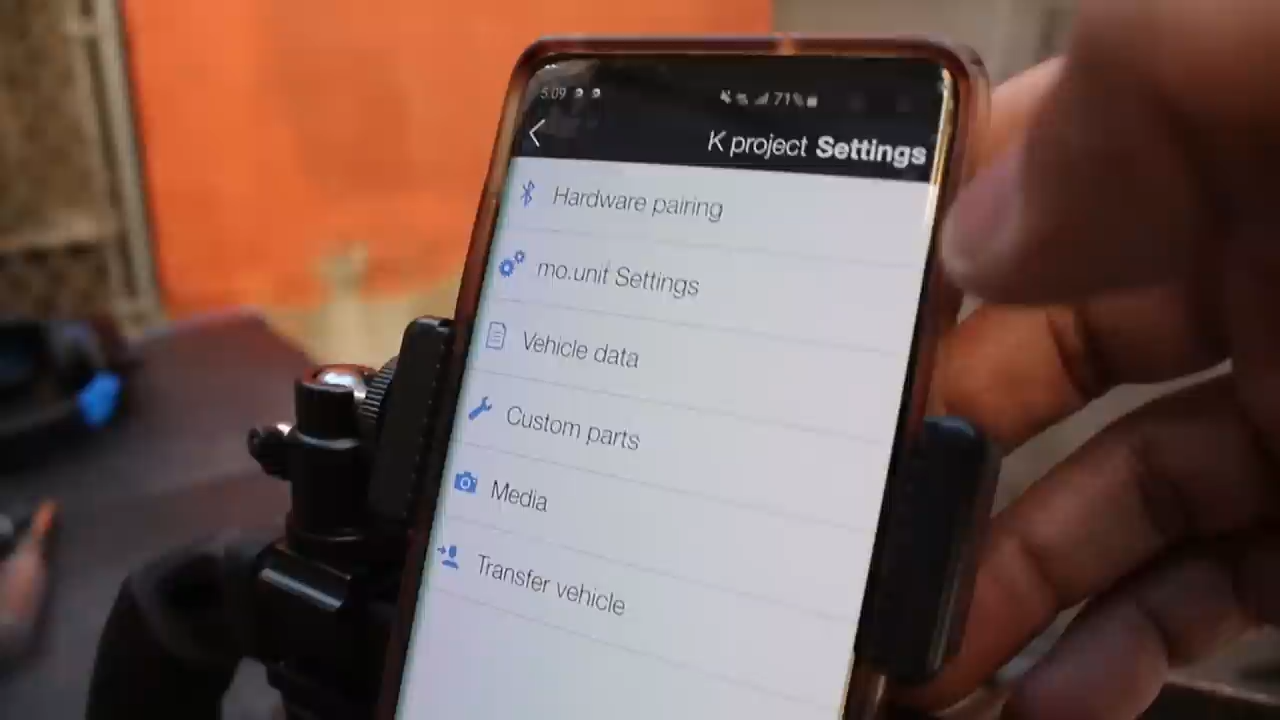 5:09 71%
K project Settings
Hardware pairing
mo.unit Settings
Vehicle data
Custom parts
Media
Transfer vehicle